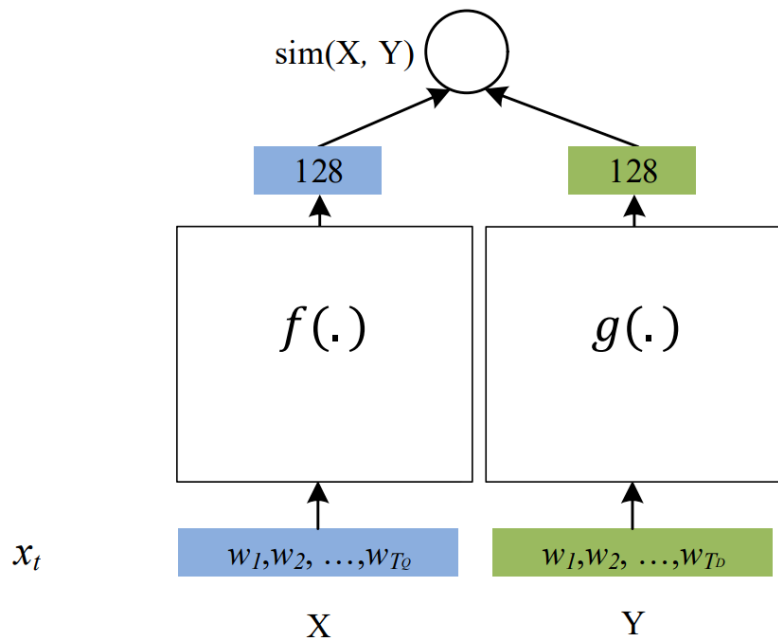 sim(X, Y)
128 128
f(.) g(.)
x_t w_1,w_2, …,w_{T_Q} w_1,w_2, …,w_{T_D}
X Y